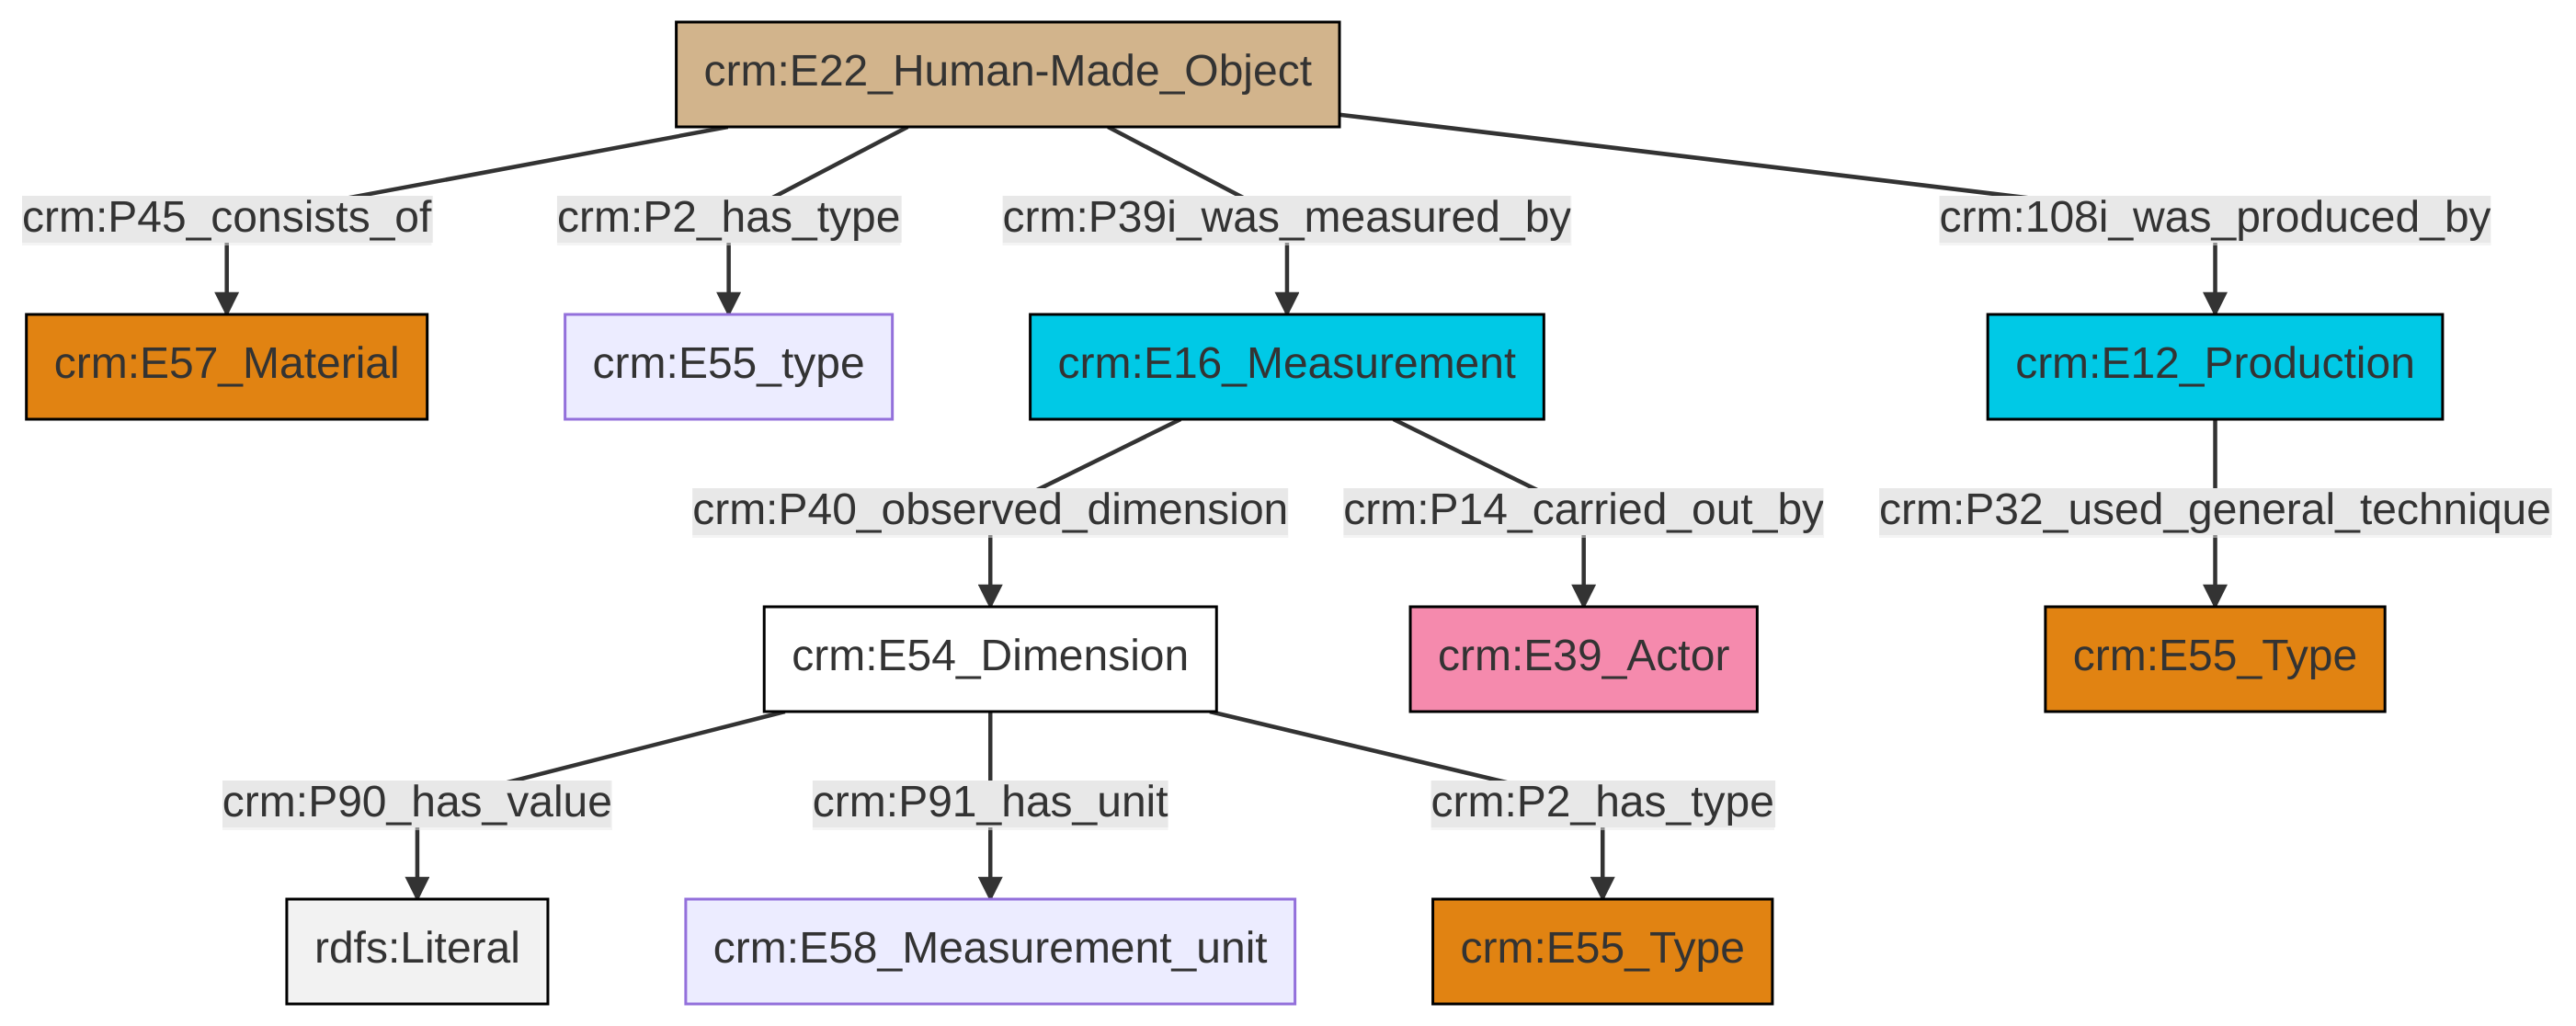 crm:E22_Human-Made_Object
crm:P45_consists_of
crm:P2_has_type
crm:P39i_was_measured_by
crm:108i_was_produced_by
crm:E57_Material
crm:E55_type
crm:E16_Measurement
crm:E12_Production
crm:P40_observed_dimension
crm:P14_carried_out_by
crm:P32_used_general_technique
crm:E54_Dimension
crm:E39_Actor
crm:E55_Type
crm:P90_has_value
crm:P91_has_unit
crm:P2_has_type
rdfs:Literal
crm:E58_Measurement_unit
crm:E55_Type